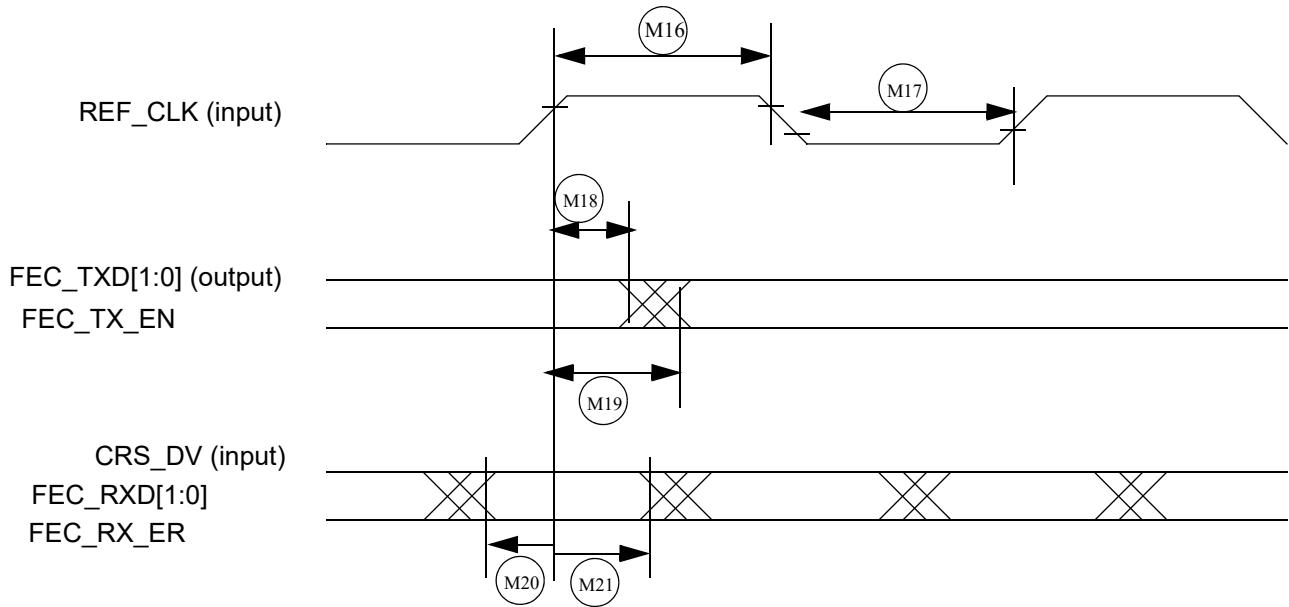 M16
REF_CLK (input)
M17
M18
FEC_TXD[1:0] (output)
FEC_TX_EN
M19
CRS_DV (input)
FEC_RXD[1:0]
FEC_RX_ER
M20
M21